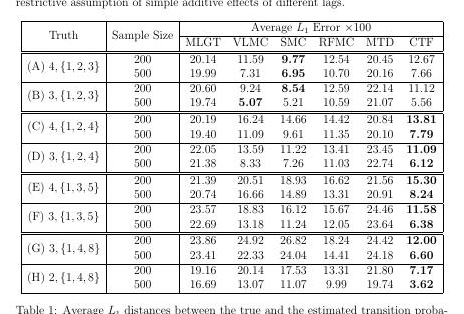 restrictive assumption of simple additive effects of different lags.
Truth Sample Size Average L₁ Error ×100
MLGT VLMC SMC RFMC MTD CTF
(A) 4, {1, 2, 3} 200 20.14 11.59 9.77 12.54 20.45 12.67
500 19.99 7.31 6.95 10.70 20.16 7.66
(B) 3, {1, 2, 3} 200 20.60 9.24 8.54 12.59 22.14 11.12
500 19.74 5.07 5.21 10.59 21.07 5.56
(C) 4, {1, 2, 4} 200 20.19 16.24 14.66 14.42 20.84 13.81
500 19.40 11.09 9.61 11.35 20.10 7.79
(D) 3, {1, 2, 4} 200 22.05 13.59 11.22 13.41 23.45 11.09
500 21.38 8.33 7.26 11.03 22.74 6.12
(E) 4, {1, 3, 5} 200 21.39 20.51 18.93 16.62 21.56 15.30
500 20.74 16.66 14.89 13.31 20.91 8.24
(F) 3, {1, 3, 5} 200 23.57 18.83 16.12 15.67 24.46 11.58
500 22.69 13.18 11.24 12.05 23.64 6.38
(G) 3, {1, 4, 8} 200 23.86 24.92 26.82 18.24 24.42 12.00
500 23.41 22.33 24.04 14.41 24.18 6.60
(H) 2, {1, 4, 8} 200 19.16 20.14 17.53 13.31 21.80 7.17
500 16.69 13.07 11.07 9.99 19.74 3.62
Table 1: Average L₁ distances between the true and the estimated transition proba-